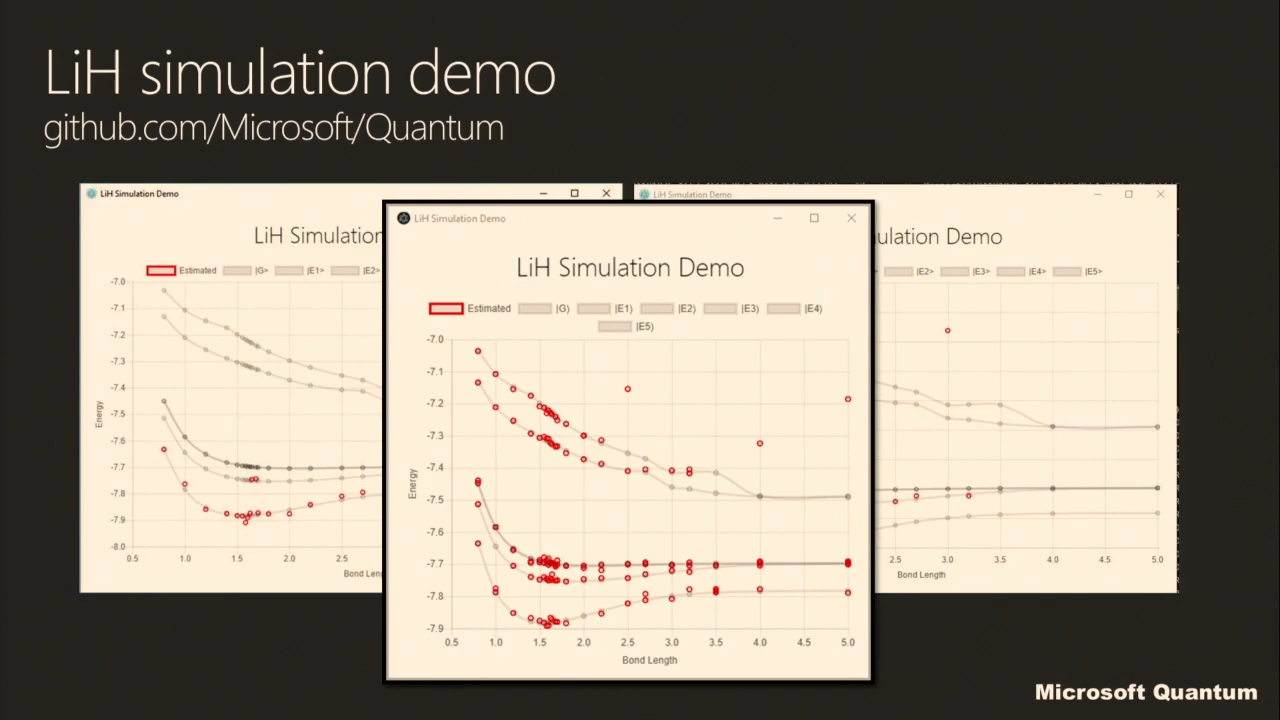 LiH simulation demo
github.com/Microsoft/Quantum
LiH Simulation Demo
LiH Simulation
Estimated |G> |E1> |E2>
-7.0
-7.1
-7.2
-7.3
-7.4
-7.5
-7.6
-7.7
-7.8
-7.9
-8.0
Energy
0.5 1.0 1.5 2.0 2.5
Bond Leng
LiH Simulation Demo
LiH Simulation Demo
Estimated |G) |E1) |E2) |E3) |E4)
|E5)
-7.0
-7.1
-7.2
-7.3
-7.4
-7.5
-7.6
-7.7
-7.8
-7.9
Energy
0.5 1.0 1.5 2.0 2.5 3.0 3.5 4.0 4.5 5.0
Bond Length
LiH Simulation Demo
ulation Demo
|E2> |E3> |E4> |E5>
2.5 3.0 3.5 4.0 4.5 5.0
Bond Length
Microsoft Quantum